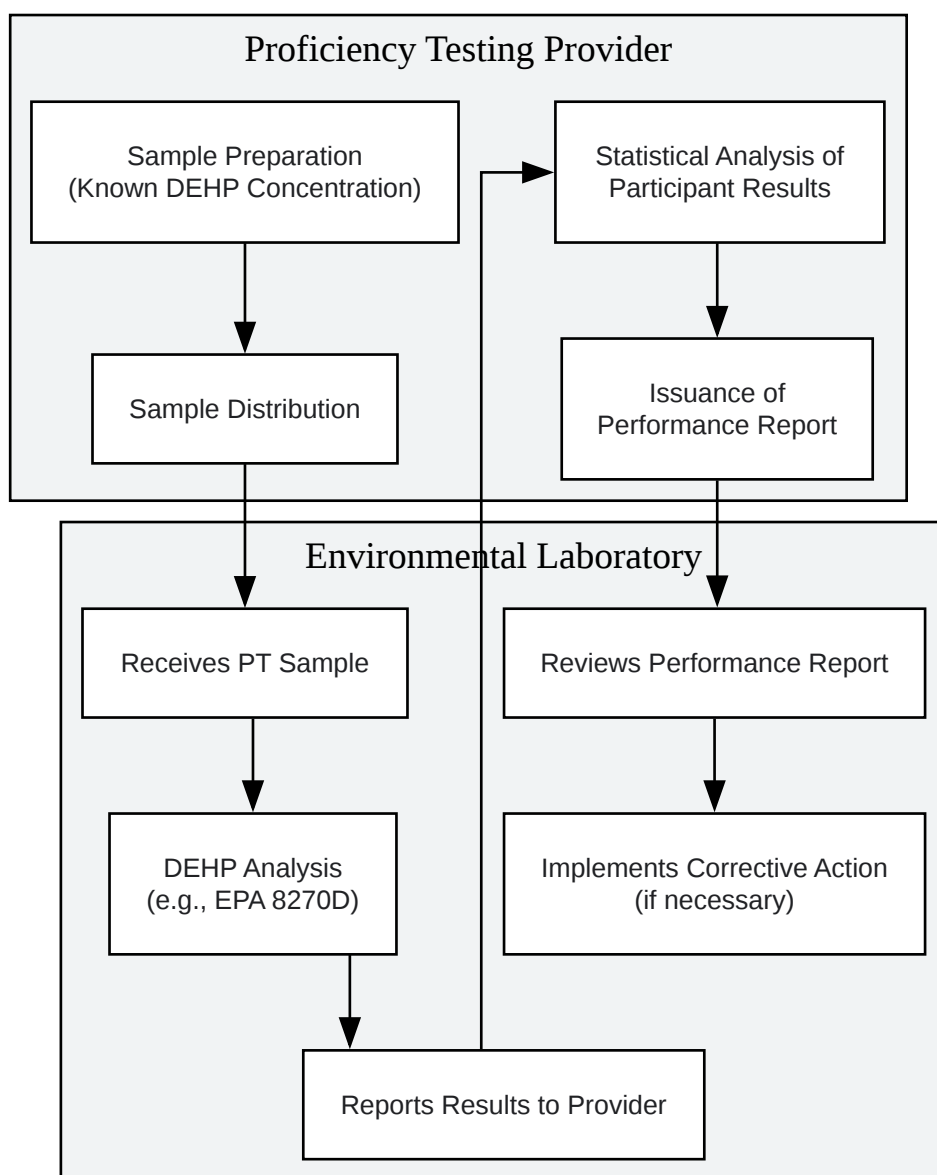 Proficiency Testing Provider
Sample Preparation
(Known DEHP Concentration)
Statistical Analysis of
Participant Results
Sample Distribution
Issuance of
Performance Report
Environmental Laboratory
Receives PT Sample
Reviews Performance Report
DEHP Analysis
(e.g., EPA 8270D)
Implements Corrective Action
(if necessary)
Reports Results to Provider